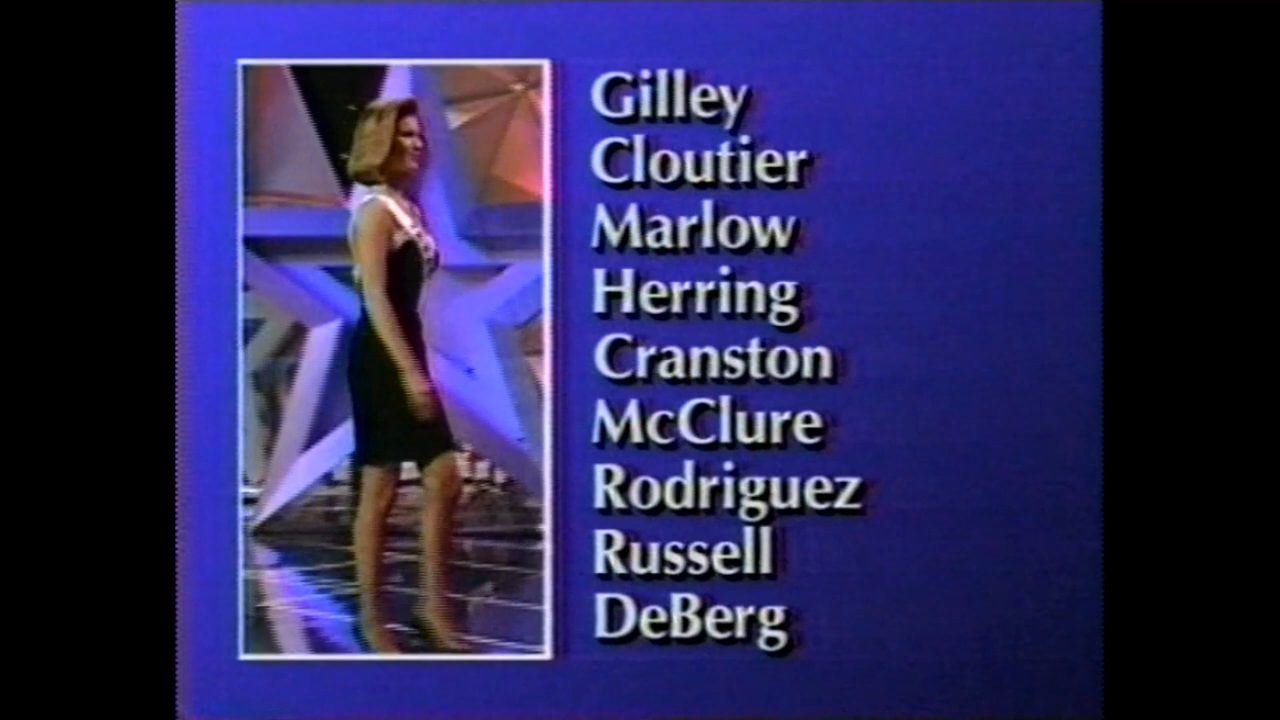 Gilley
Cloutier
Marlow
Herring
Cranston
McClure
Rodriguez
Russell
DeBerg